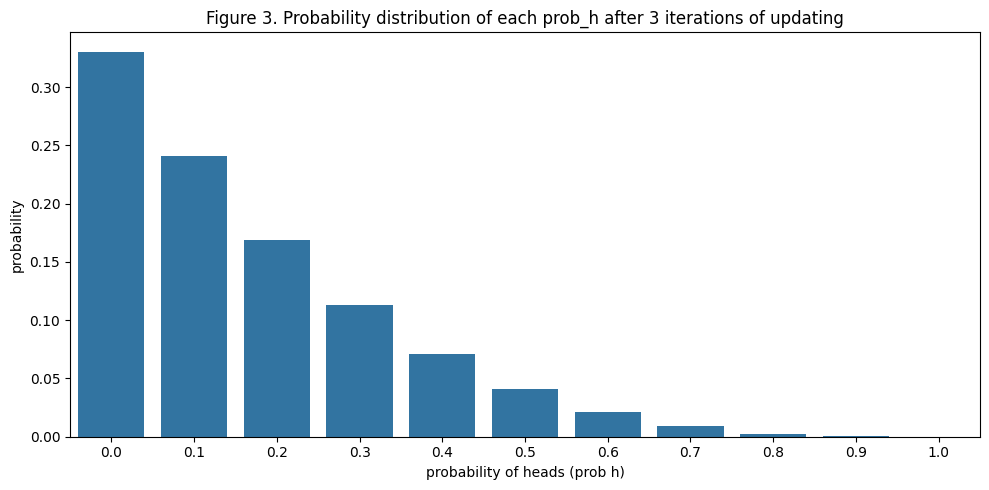 Figure 3. Probability distribution of each prob_h after 3 iterations of updating
probability
0.30
0.25
0.20
0.15
0.10
0.05
0.00
0.0 0.1 0.2 0.3 0.4 0.5 0.6 0.7 0.8 0.9 1.0
probability of heads (prob h)